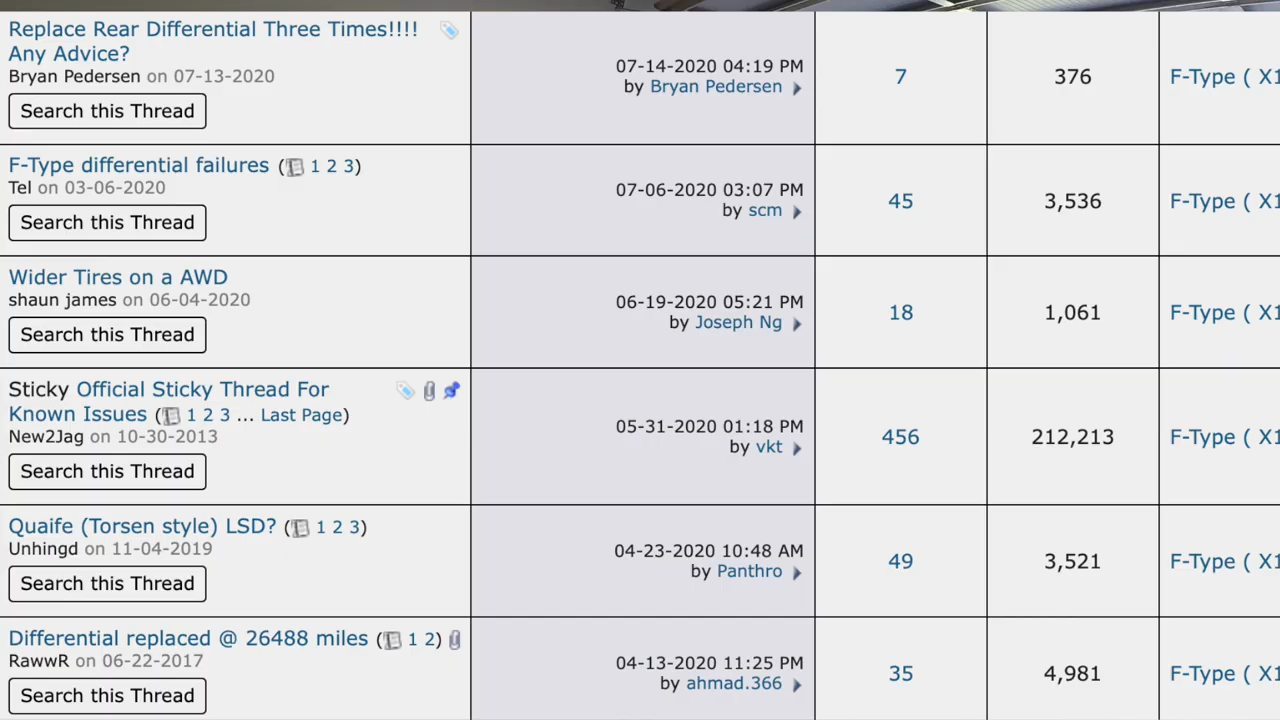 Replace Rear Differential Three Times!!!!
Any Advice?
Bryan Pedersen on 07-13-2020
Search this Thread
07-14-2020 04:19 PM
by Bryan Pedersen
7
376
F-Type ( X1
F-Type differential failures ( 1 2 3)
Tel on 03-06-2020
Search this Thread
07-06-2020 03:07 PM
by scm
45
3,536
F-Type ( X1
Wider Tires on a AWD
shaun james on 06-04-2020
Search this Thread
06-19-2020 05:21 PM
by Joseph Ng
18
1,061
F-Type ( X1
Sticky Official Sticky Thread For
Known Issues ( 1 2 3 ... Last Page)
New2Jag on 10-30-2013
Search this Thread
05-31-2020 01:18 PM
by vkt
456
212,213
F-Type ( X1
Quaife (Torsen style) LSD? ( 1 2 3)
Unhingd on 11-04-2019
Search this Thread
04-23-2020 10:48 AM
by Panthro
49
3,521
F-Type ( X1
Differential replaced @ 26488 miles ( 1 2)
RawwR on 06-22-2017
Search this Thread
04-13-2020 11:25 PM
by ahmad.366
35
4,981
F-Type ( X1